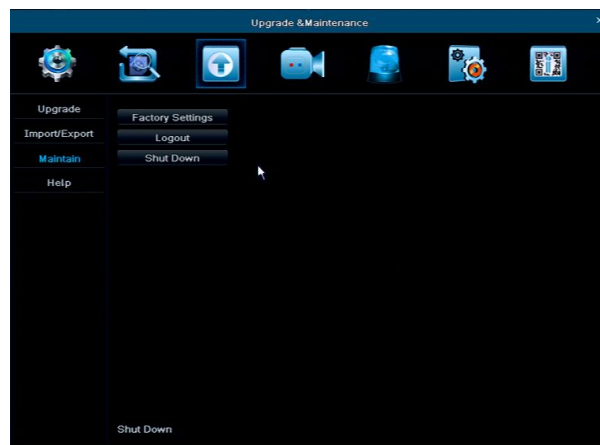 Upgrade &Maintenance
Upgrade
Import/Export
Maintain
Help
Factory Settings
Logout
Shut Down
Shut Down